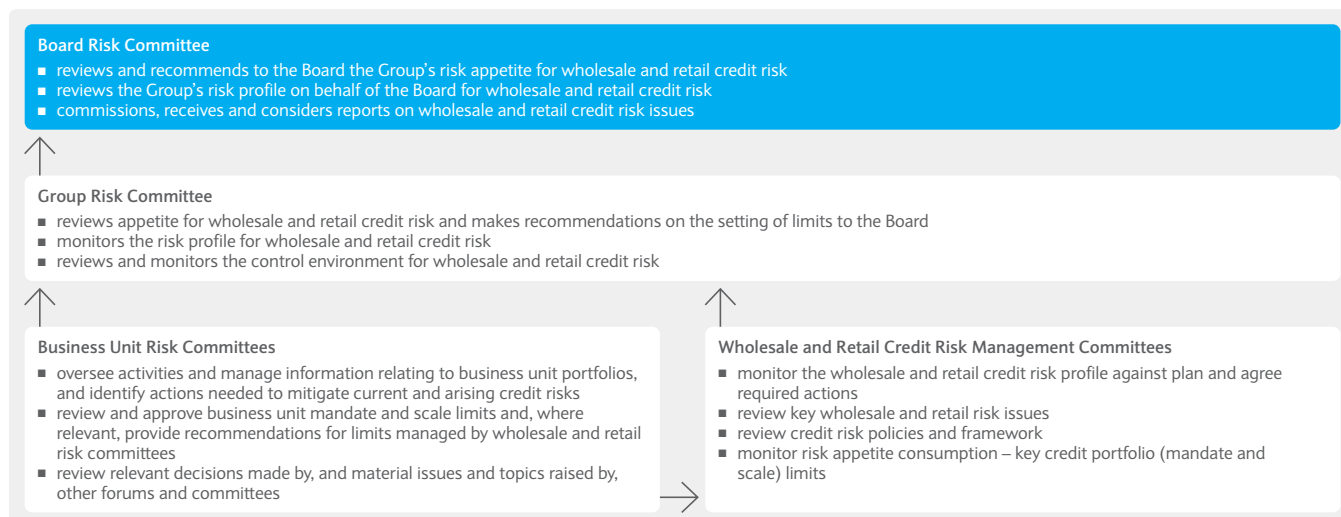 Board Risk Committee
■ reviews and recommends to the Board the Group's risk appetite for wholesale and retail credit risk
■ reviews the Group's risk profile on behalf of the Board for wholesale and retail credit risk
■ commissions, receives and considers reports on wholesale and retail credit risk issues
Group Risk Committee
■ reviews appetite for wholesale and retail credit risk and makes recommendations on the setting of limits to the Board
■ monitors the risk profile for wholesale and retail credit risk
■ reviews and monitors the control environment for wholesale and retail credit risk
Business Unit Risk Committees
■ oversee activities and manage information relating to business unit portfolios,
and identify actions needed to mitigate current and arising credit risks
■ review and approve business unit mandate and scale limits and, where
relevant, provide recommendations for limits managed by wholesale and retail
risk committees
■ review relevant decisions made by, and material issues and topics raised by,
other forums and committees
Wholesale and Retail Credit Risk Management Committees
■ monitor the wholesale and retail credit risk profile against plan and agree
required actions
■ review key wholesale and retail risk issues
■ review credit risk policies and framework
■ monitor risk appetite consumption – key credit portfolio (mandate and
scale) limits